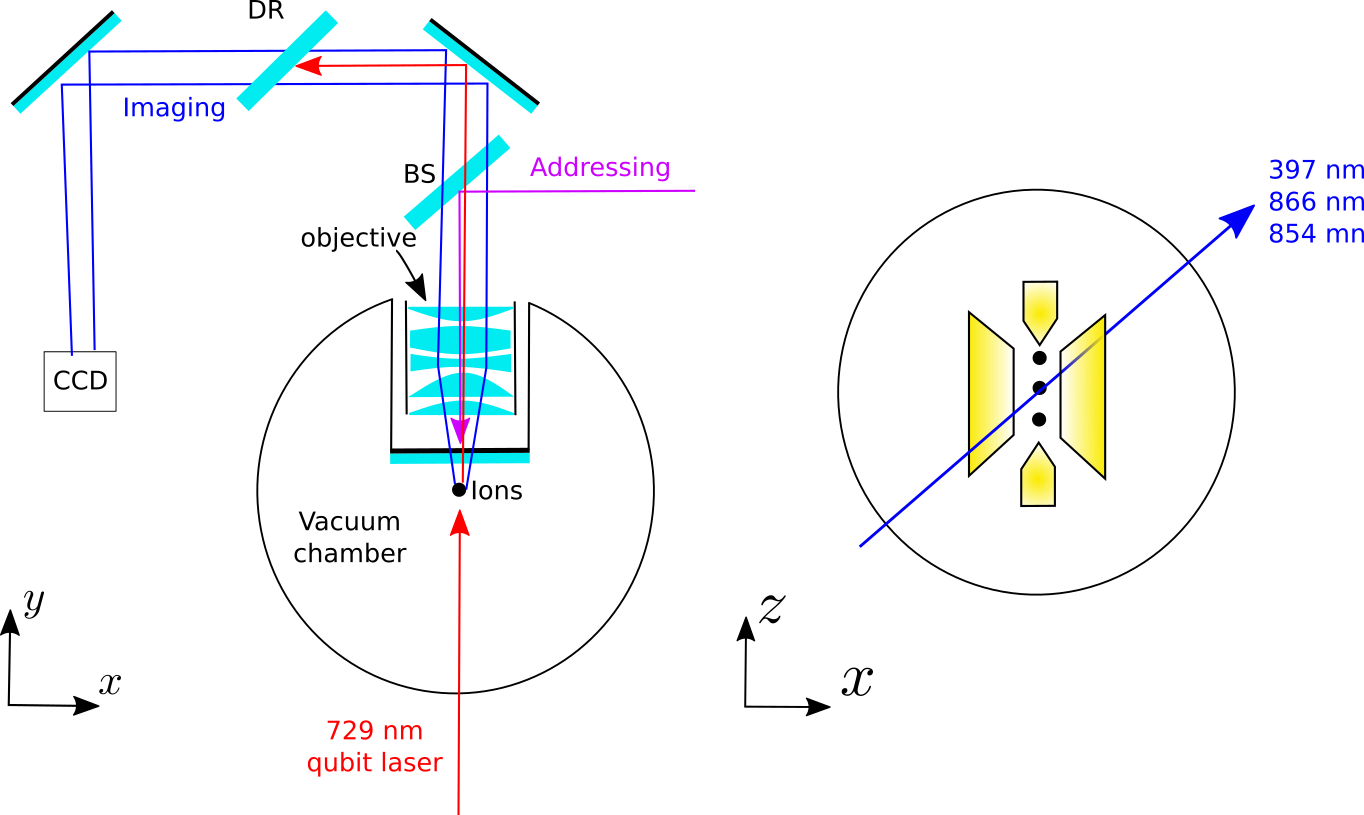 DR
Imaging
BS
Addressing
objective
CCD
Ions
Vacuum
chamber
y
x
729 nm
qubit laser
397 nm
866 nm
854 mn
z
x